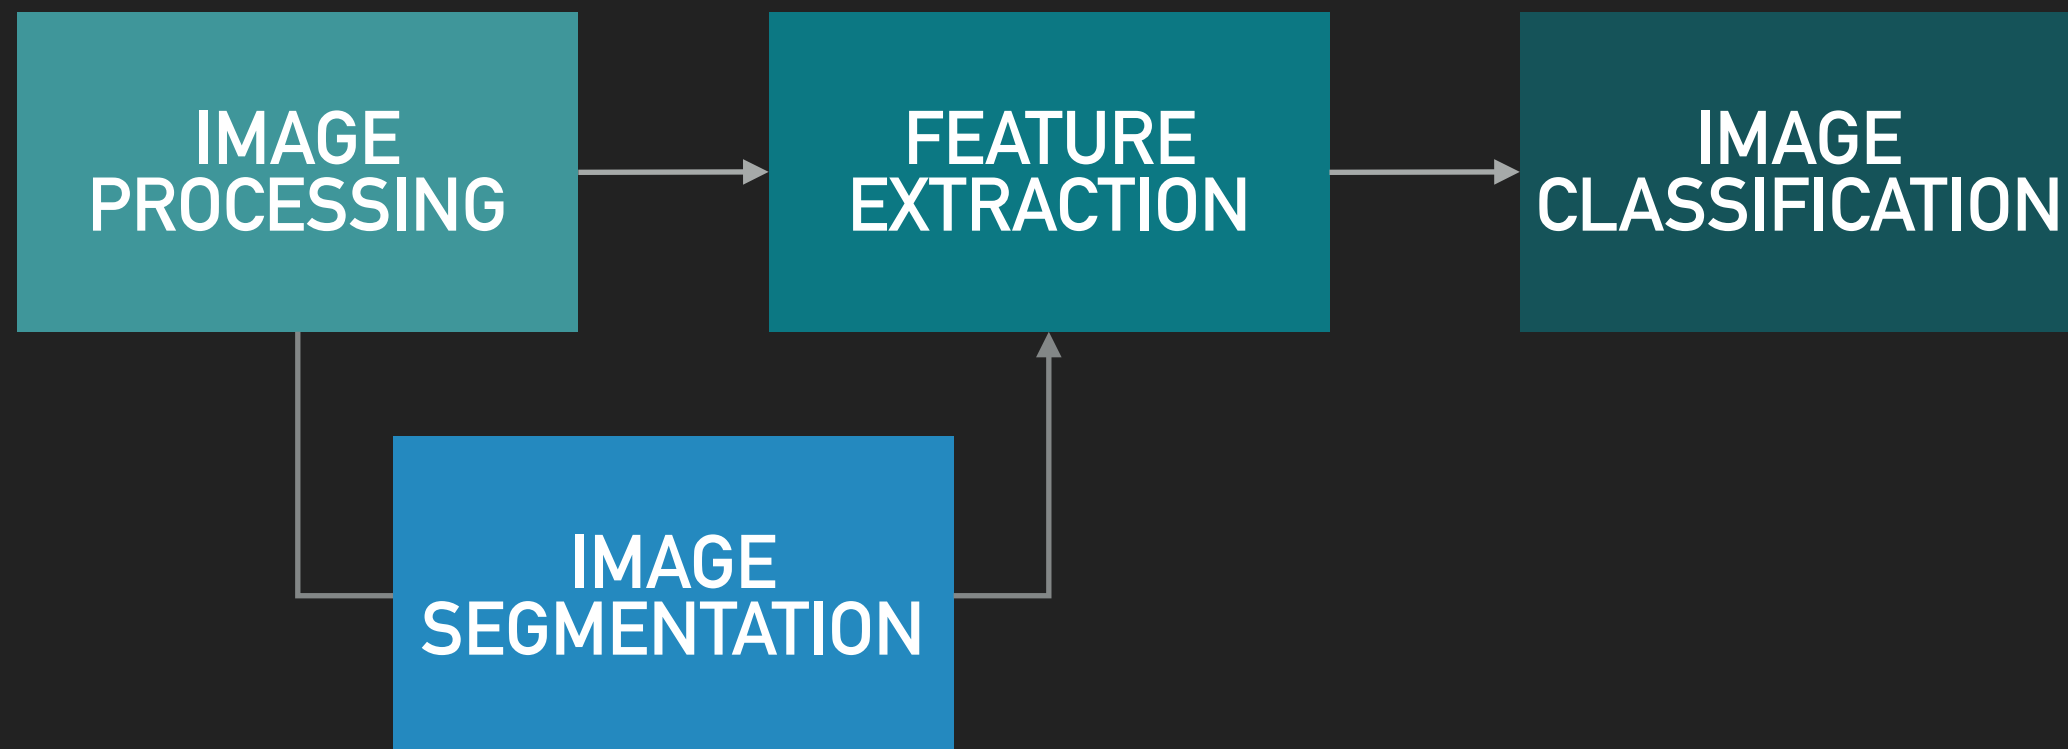 IMAGE
PROCESSING
FEATURE
EXTRACTION
IMAGE
CLASSIFICATION
IMAGE
SEGMENTATION